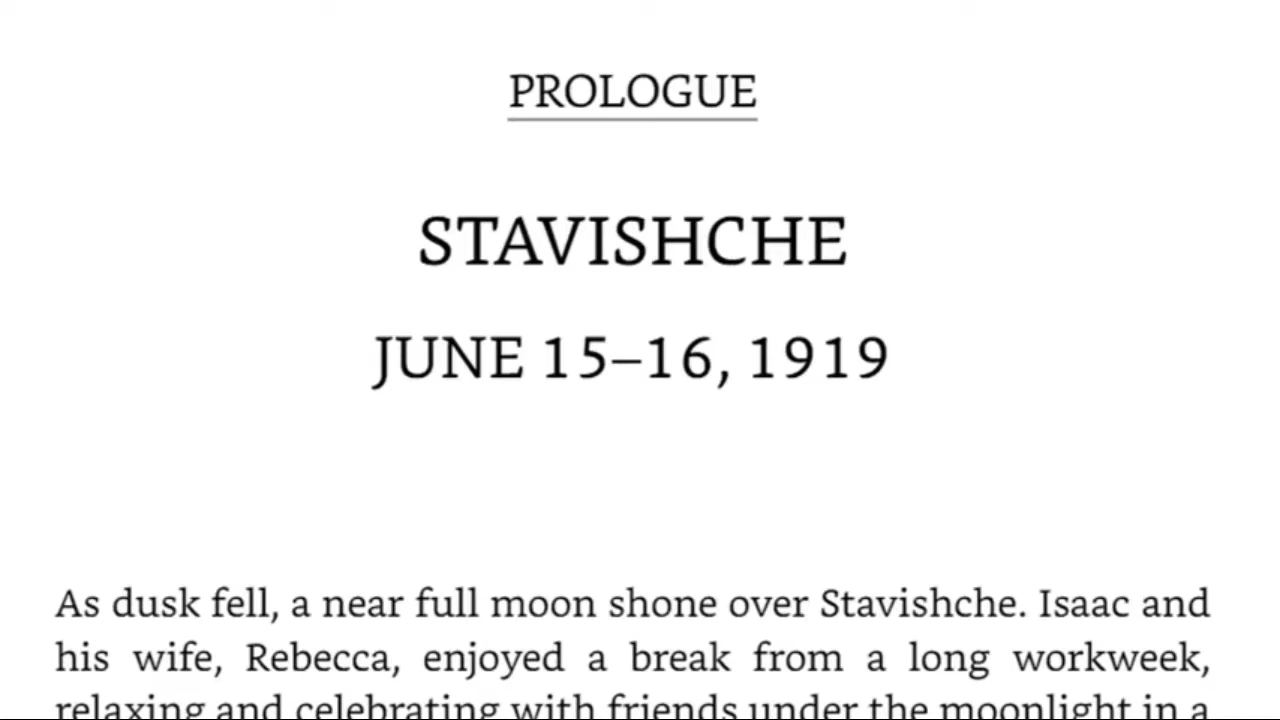 PROLOGUE
STAVISHCHE
JUNE 15–16, 1919
As dusk fell, a near full moon shone over Stavishche. Isaac and
his wife, Rebecca, enjoyed a break from a long workweek,
relaxing and celebrating with friends under the moonlight in a